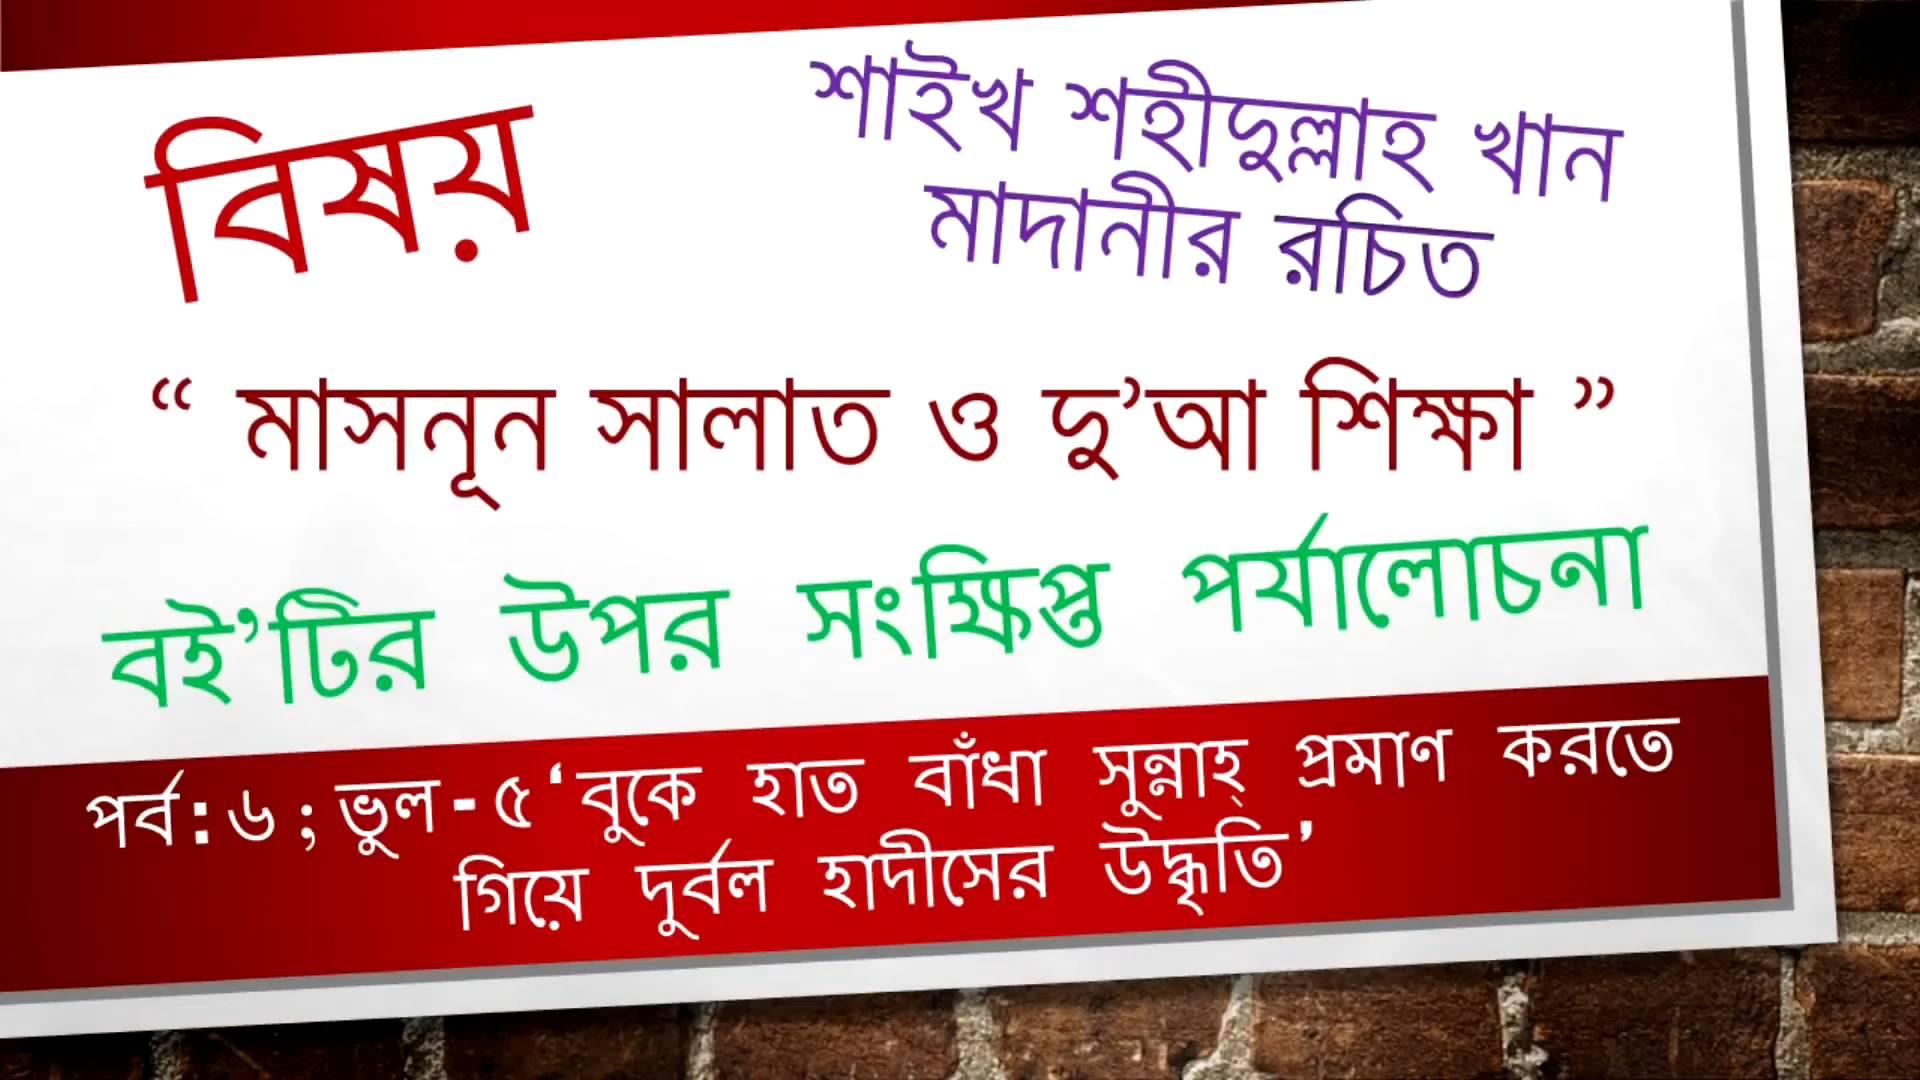 বিষয়
শাইখ শহীদুল্লাহ খান
মাদানীর রচিত
“ মাসনূন সালাত ও দু’আ শিক্ষা ”
বই’টির উপর সংক্ষিপ্ত পর্যালোচনা
পর্ব:৬;ভুল-৫‘বুকে হাত বাঁধা সুন্নাহ্ প্রমাণ করতে
গিয়ে দুর্বল হাদীসের উদ্ধৃতি’